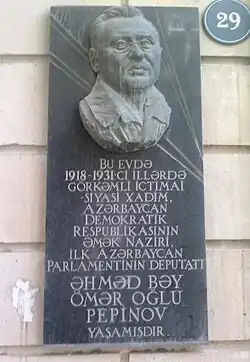 29
BU EVDƏ
1918-1931-Cİ İLLƏRDƏ
GÖRKƏMLİ İCTİMAİ
-SİYASİ XADİM,
AZƏRBAYCAN
DEMOKRATİK
RESPUBLİKASININ
ƏMƏK NAZİRİ,
İLK AZƏRBAYCAN
PARLAMENTİNİN DEPUTATI
ƏHMƏD BƏY
ÖMƏR OĞLU
PEPİNOV
YAŞAMIŞDIR.